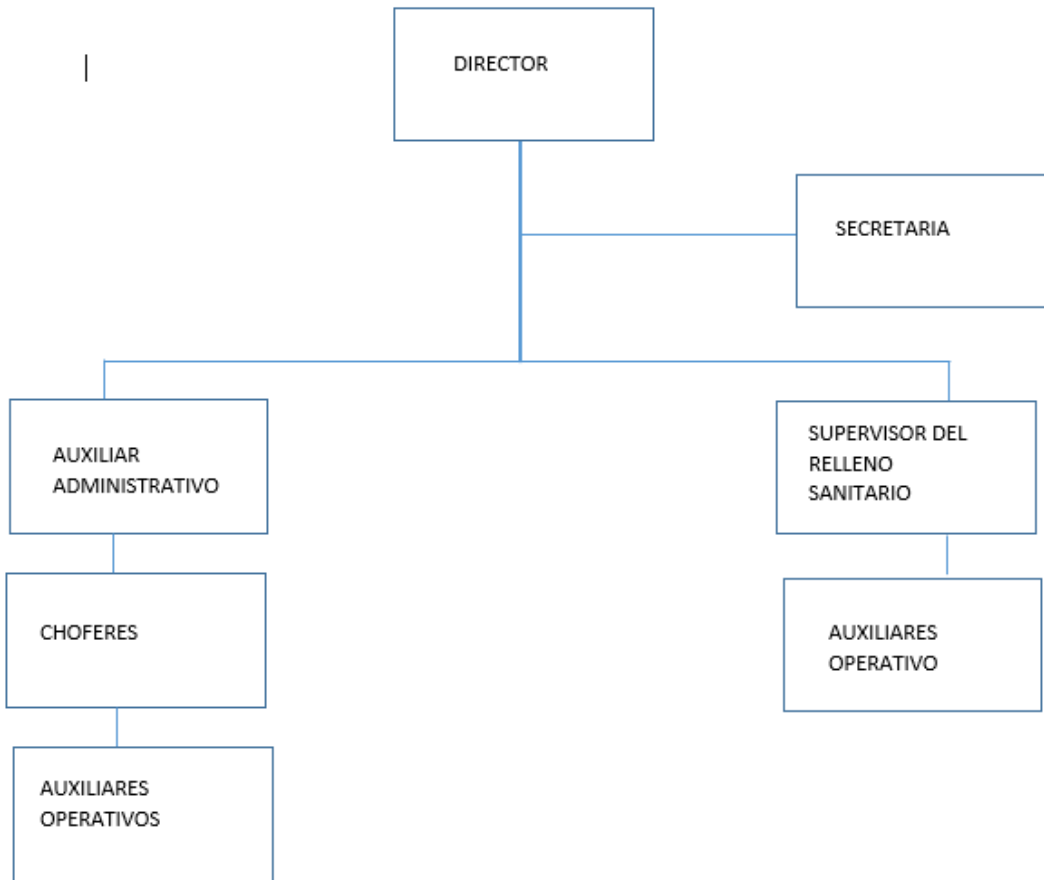 DIRECTOR
SECRETARIA
AUXILIAR
ADMINISTRATIVO
SUPERVISOR DEL
RELLENO
SANITARIO
CHOFERES
AUXILIARES
OPERATIVO
AUXILIARES
OPERATIVOS